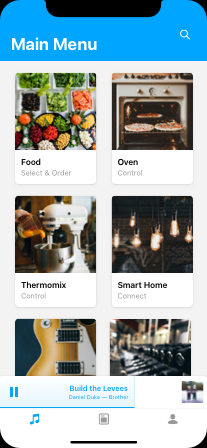 Main Menu
Food
Select & Order
Oven
Control
Thermomix
Control
Smart Home
Connect
Build the Levees
Daniel Duke — Brother